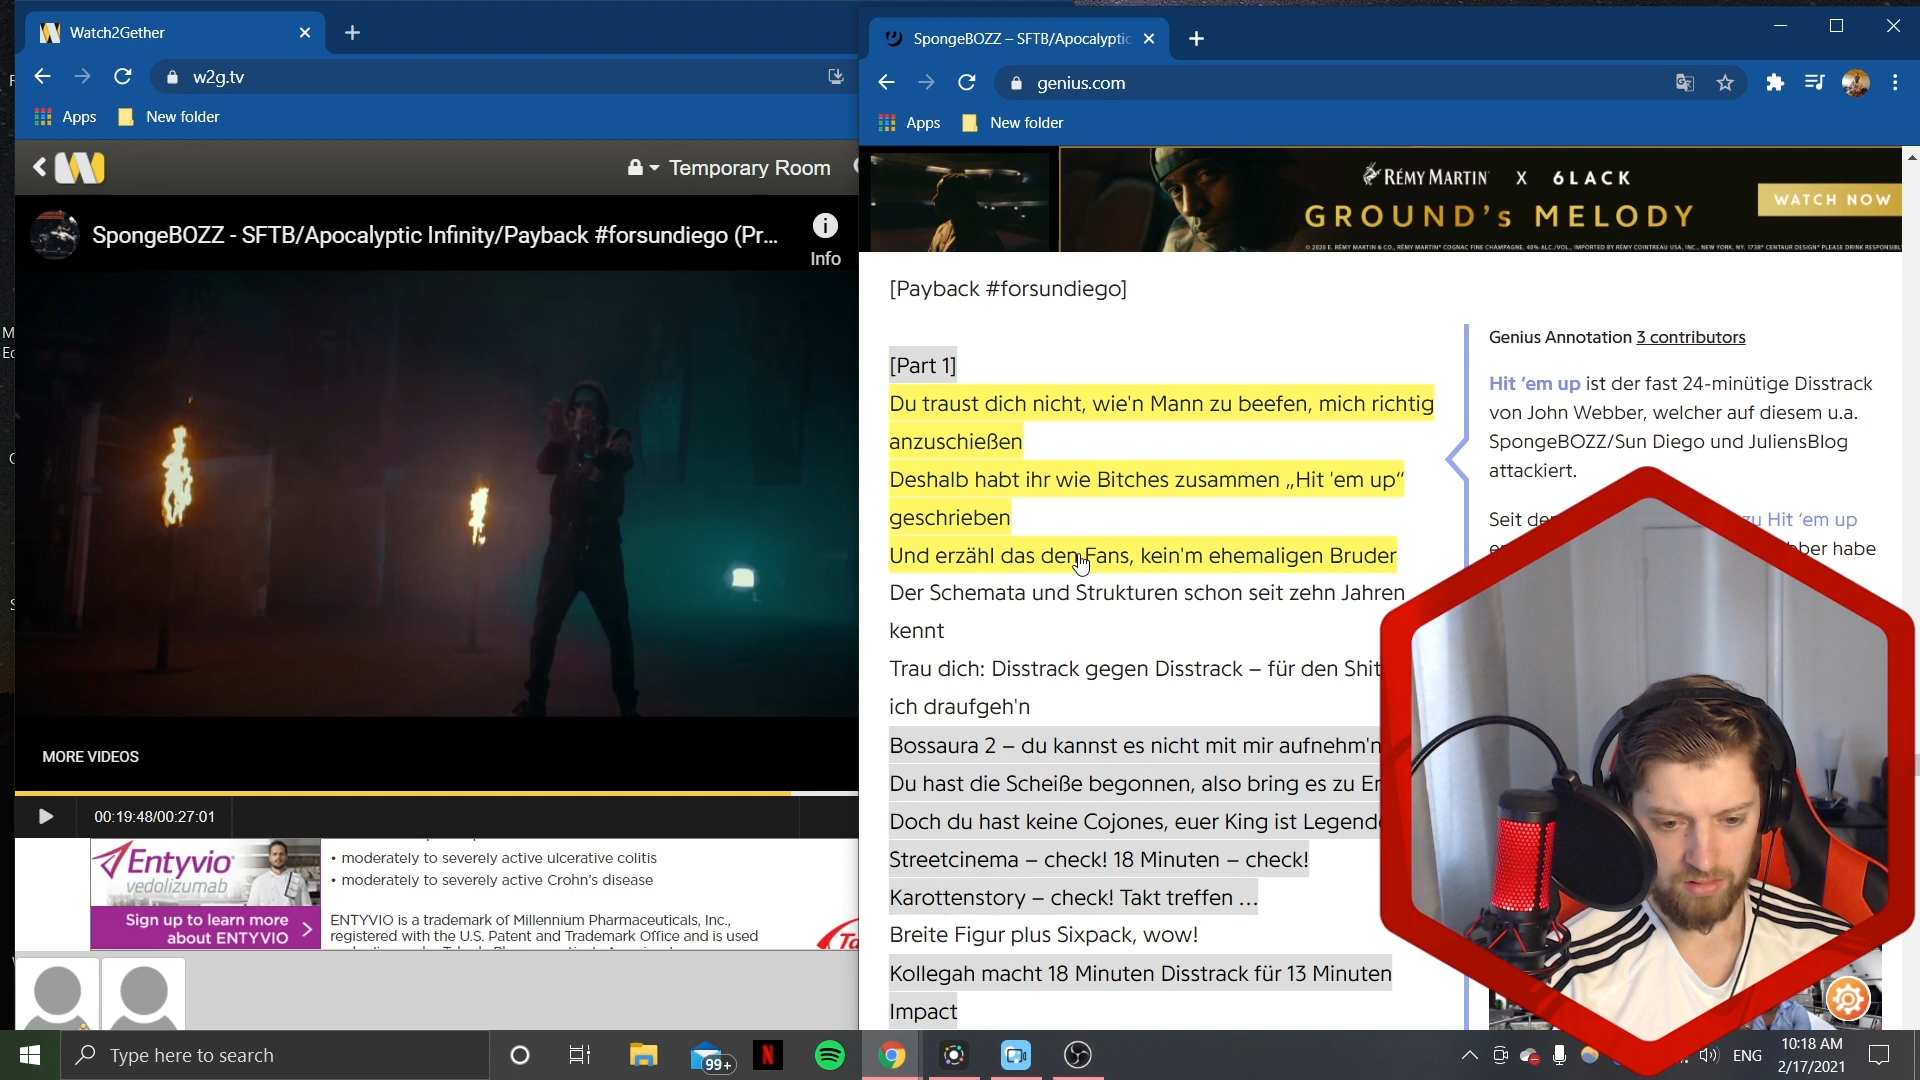 Watch2Gether
w2g.tv
Apps
New folder
Temporary Room
SpongeBOZZ - SFTB/Apocalyptic Infinity/Payback #forsundiego (Pr...
Info
MORE VIDEOS
00:19:48/00:27:01
Entyvio
vedolizumab
Sign up to learn more
about ENTYVIO
• moderately to severely active ulcerative colitis
• moderately to severely active Crohn's disease
ENTYVIO is a trademark of Millennium Pharmaceuticals, Inc.,
registered with the U.S. Patent and Trademark Office and is used
SpongeBOZZ – SFTB/Apocalyptic
genius.com
Apps
New folder
RÉMY MARTIN X 6LACK
GROUND's MELODY
WATCH NOW
[Payback #forsundiego]
[Part 1]
Du traust dich nicht, wie'n Mann zu beefen, mich richtig
anzuschießen
Deshalb habt ihr wie Bitches zusammen „Hit 'em up“
geschrieben
Und erzähl das den Fans, kein'm ehemaligen Bruder
Der Schemata und Strukturen schon seit zehn Jahren
kennt
Trau dich: Disstrack gegen Disstrack – für den Shit
ich draufgeh'n
Bossaura 2 – du kannst es nicht mit mir aufnehm'n
Du hast die Scheiße begonnen, also bring es zu
Doch du hast keine Cojones, euer King ist
Streetcinema – check! 18 Minuten – check!
Karottenstory – check! Takt treffen ...
Breite Figur plus Sixpack, wow!
Kollegah macht 18 Minuten Disstrack für 13 Minuten
Impact
Genius Annotation 3 contributors
Hit ‘em up ist der fast 24-minütige Disstrack
von John Webber, welcher auf diesem u.a.
SpongeBOZZ/Sun Diego und JuliensBlog
attackiert.
Seit zu Hit ‘em up
habe
Type here to search
99+
N
ENG
10:18 AM
2/17/2021